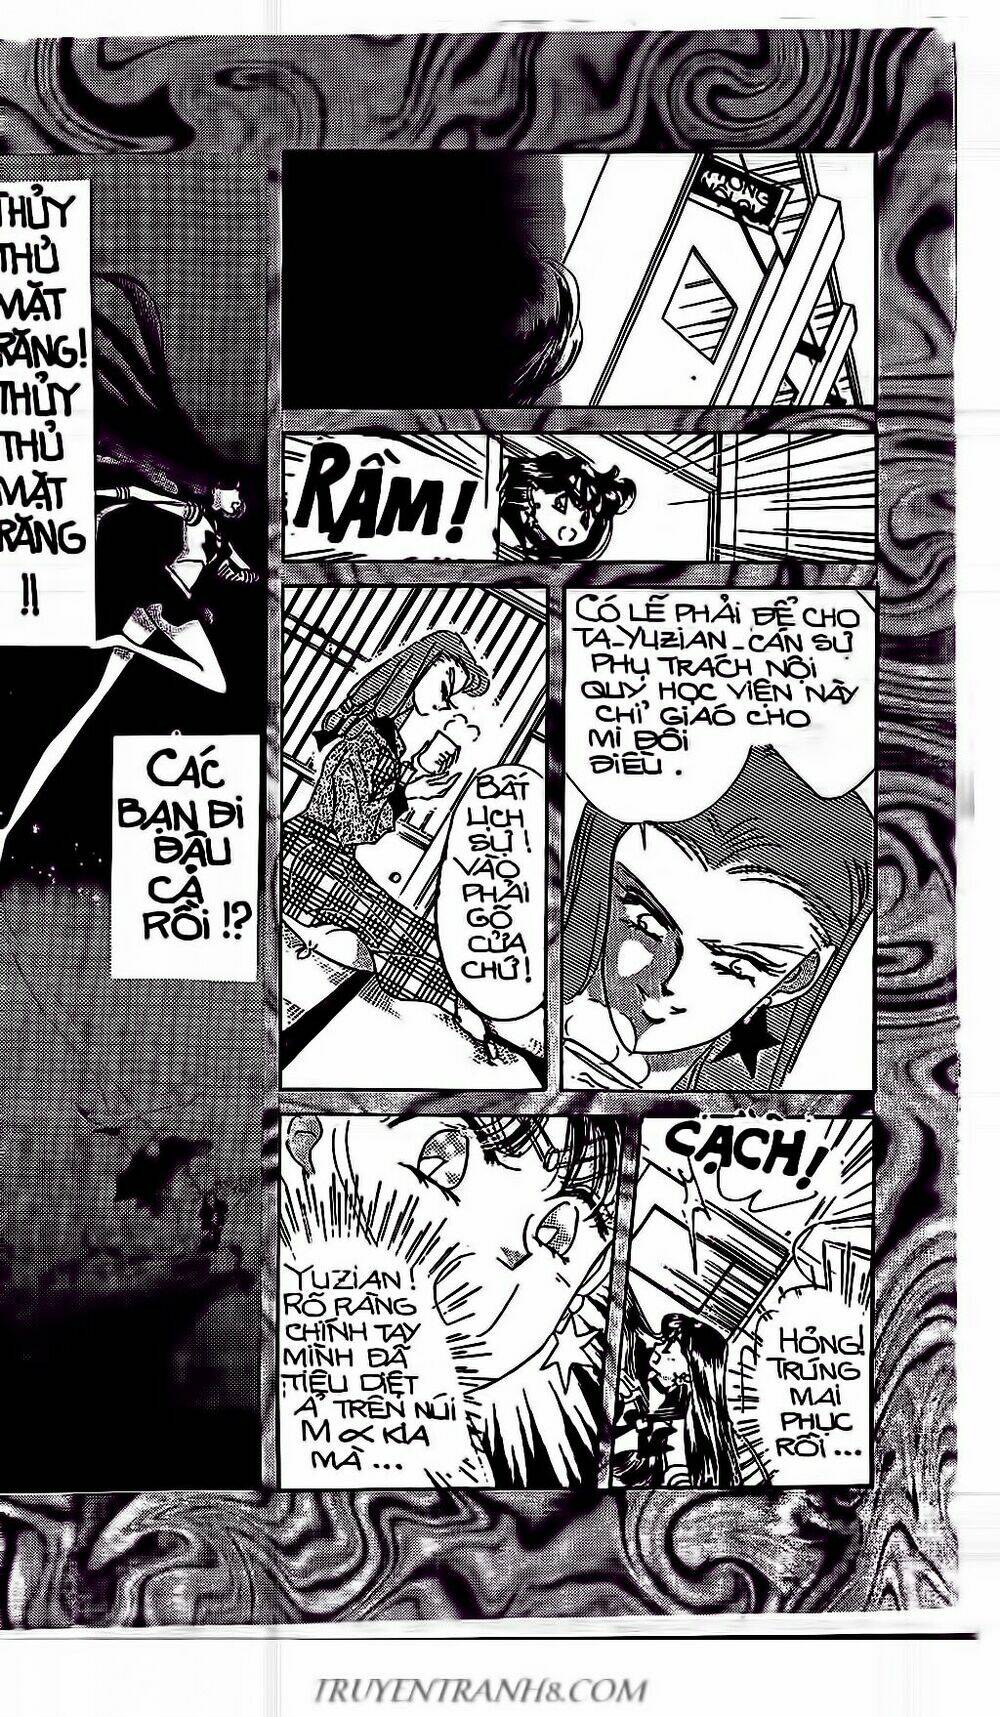 THỦY
THỦ
MẶT
RĂNG!
THỦY
THỦ
MẶT
RĂNG
!!
CÁC
BẠN ĐI
ĐÂU
CẢ
RỒI!?
RẦM!
CÓ LẼ PHẢI ĐỂ CHO
TA-YUZIAN-CÁN SỰ
PHỤ TRÁCH NỘI
QUY HỌC VIỆN NÀY
CHỈ GIÁO CHO
MI ĐÔI
ĐIỀU.
BẤT
LỊCH
SỰ!
VÀO
PHẢI
GÕ
CỬA
CHỨ!
YUZIAN!
RÕ RÀNG
CHÍNH TAY
MÌNH ĐÃ
TIÊU DIỆT
Ả TRÊN NÚI
MA KIA
MÀ ...
CẠCH!
HỎNG!
TRÚNG
MAI
PHỤC
RỒI ...
TRUYENTRANH8.COM